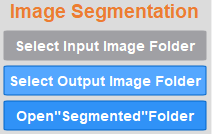 Image Segmentation
Select Input Image Folder
Select Output Image Folder
Open"Segmented"Folder